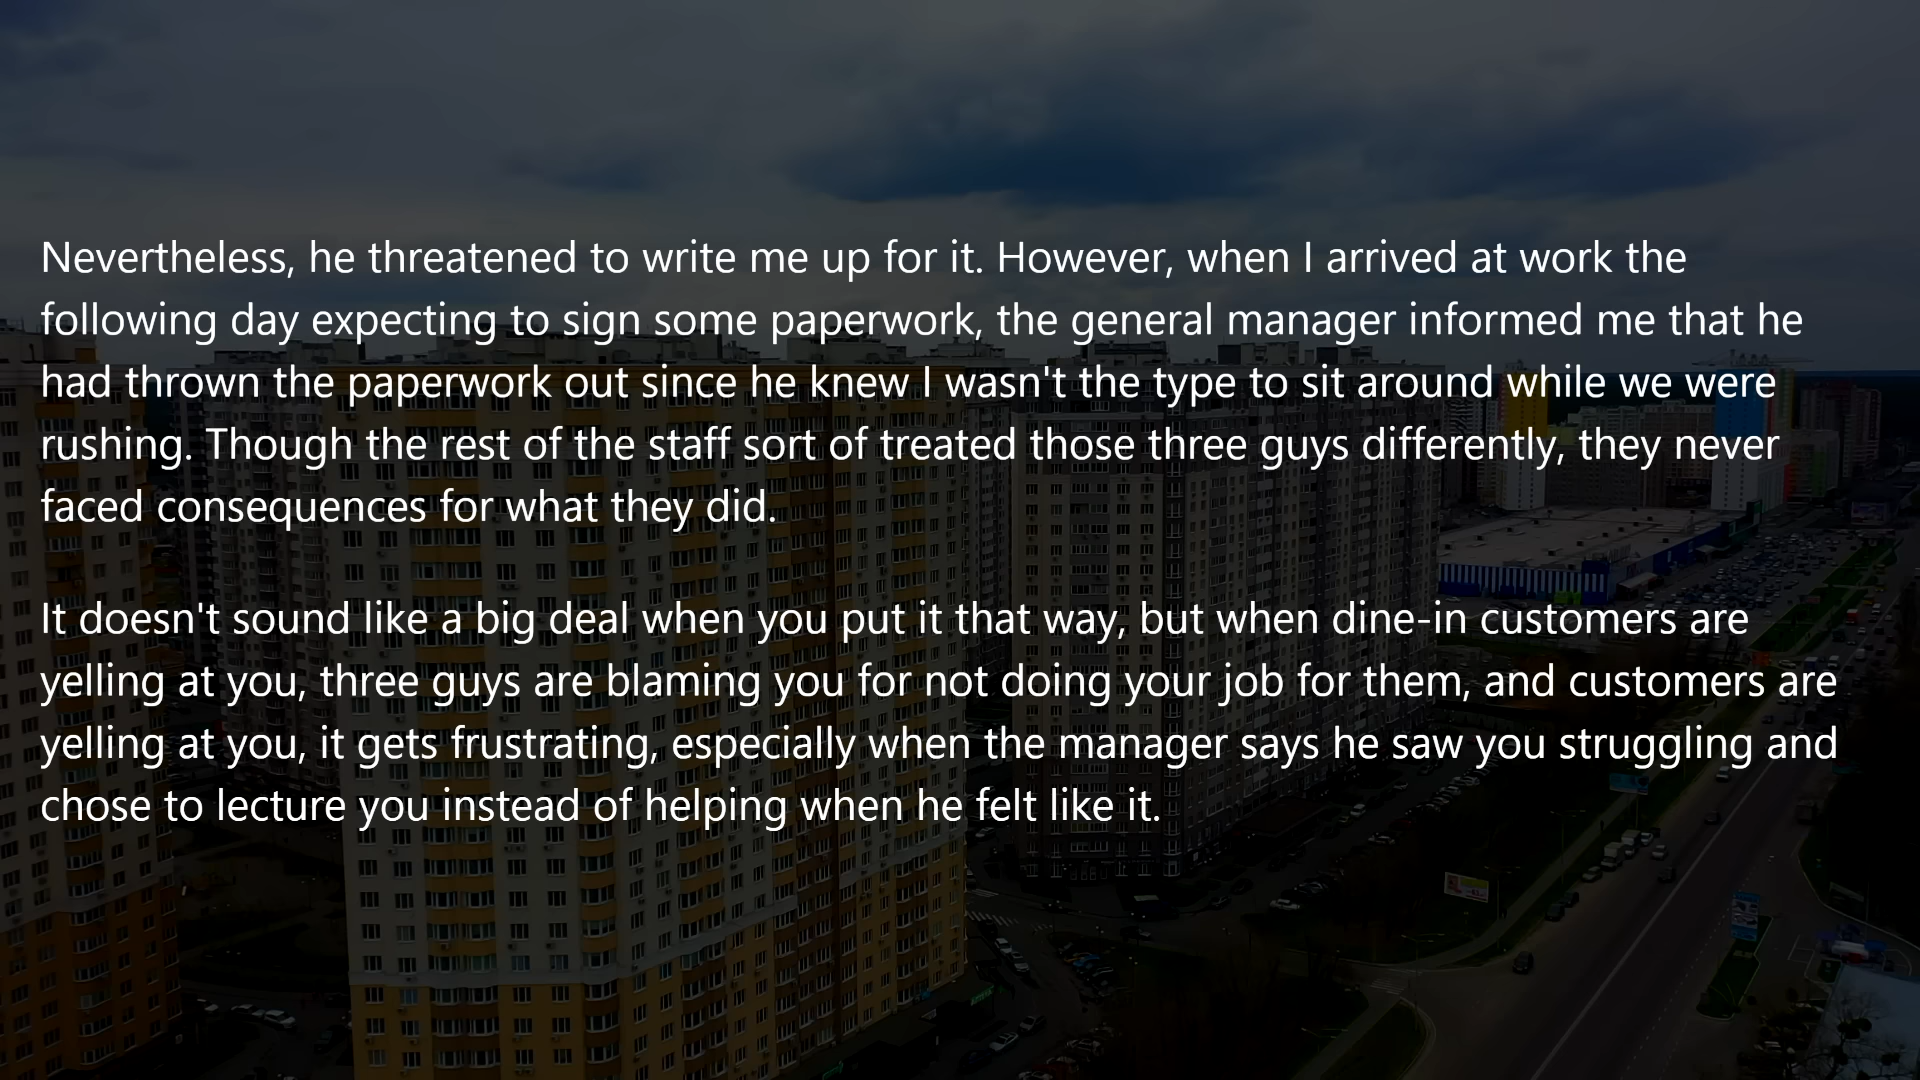 Nevertheless, he threatened to write me up for it. However, when I arrived at work the
following day expecting to sign some paperwork, the general manager informed me that he
had thrown the paperwork out since he knew I wasn't the type to sit around while we were
rushing. Though the rest of the staff sort of treated those three guys differently, they never
faced consequences for what they did.
It doesn't sound like a big deal when you put it that way, but when dine-in customers are
yelling at you, three guys are blaming you for not doing your job for them, and customers are
yelling at you, it gets frustrating, especially when the manager says he saw you struggling and
chose to lecture you instead of helping when he felt like it.